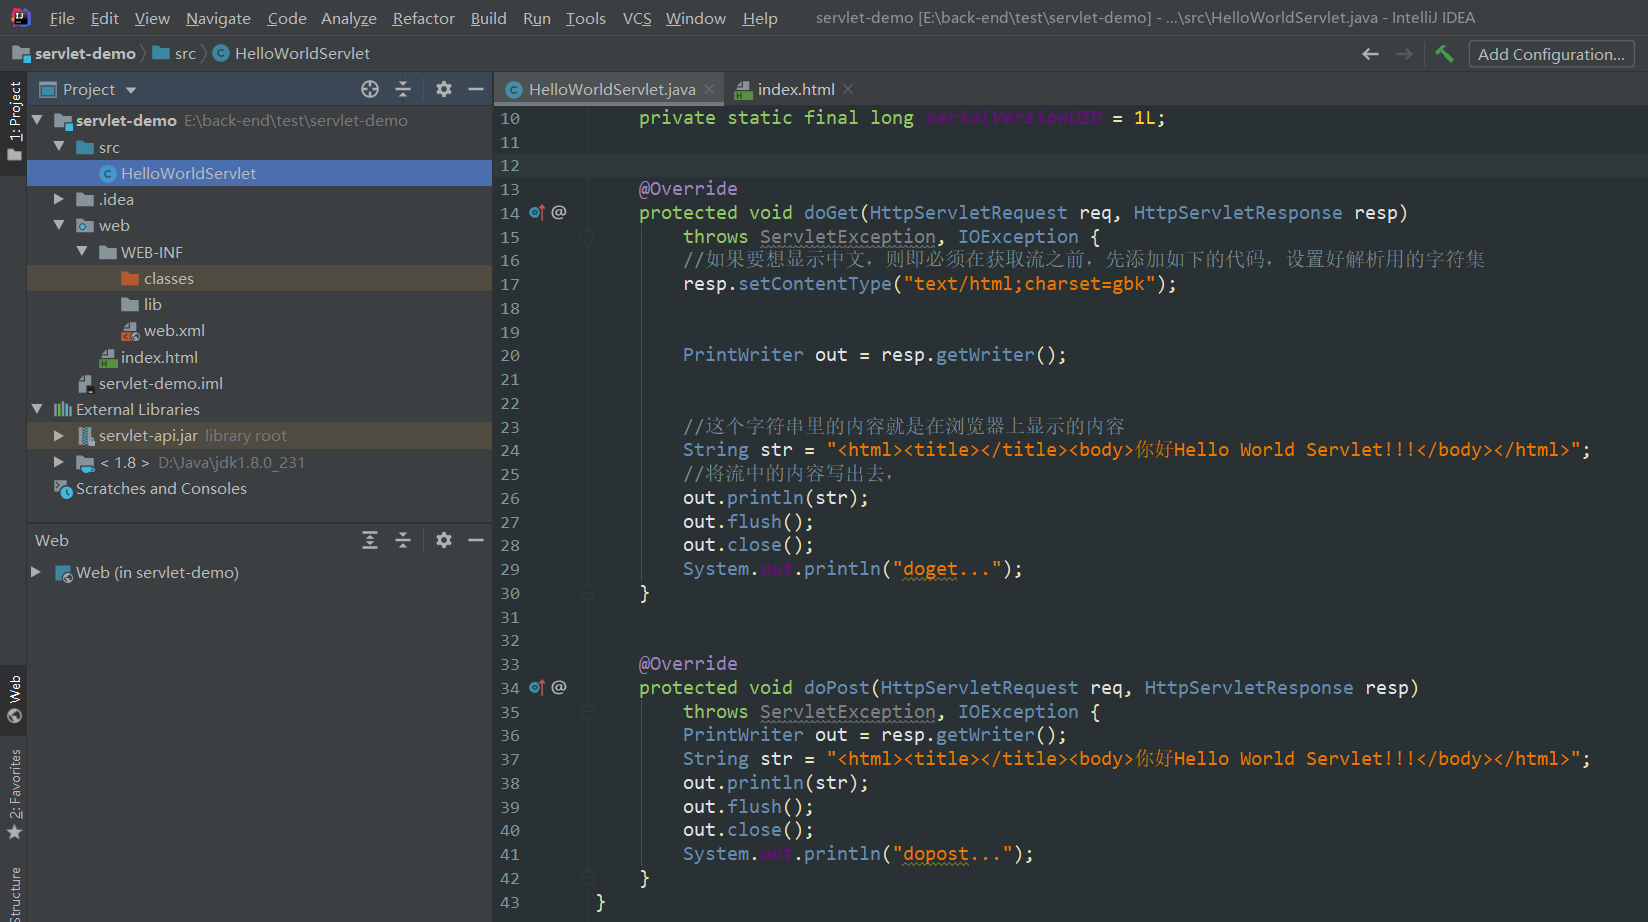 File Edit View Navigate Code Analyze Refactor Build Run Tools VCS Window Help servlet-demo [E:\back-end\test\servlet-demo] - ...\src\HelloWorldServlet.java - IntelliJ IDEA
servlet-demo src HelloWorldServlet Add Configuration...
1: Project
Project
servlet-demo E:\back-end\test\servlet-demo
src
HelloWorldServlet
.idea
web
WEB-INF
classes
lib
web.xml
index.html
servlet-demo.iml
External Libraries
servlet-api.jar library root
< 1.8 > D:\Java\jdk1.8.0_231
Scratches and Consoles
Web
Web (in servlet-demo)
Web
2: Favorites
Structure
HelloWorldServlet.java index.html
10 private static final long serialVersionUID = 1L;
11
12
13 @Override
14 protected void doGet(HttpServletRequest req, HttpServletResponse resp)
15 throws ServletException, IOException {
16 //如果要想显示中文，则即必须在获取流之前，先添加如下的代码，设置好解析用的字符集
17 resp.setContentType("text/html;charset=gbk");
18
19
20 PrintWriter out = resp.getWriter();
21
22
23 //这个字符串里的内容就是在浏览器上显示的内容
24 String str = "<html><title></title><body>你好Hello World Servlet!!!</body></html>";
25 //将流中的内容写出去，
26 out.println(str);
27 out.flush();
28 out.close();
29 System.out.println("doget...");
30 }
31
32
33 @Override
34 protected void doPost(HttpServletRequest req, HttpServletResponse resp)
35 throws ServletException, IOException {
36 PrintWriter out = resp.getWriter();
37 String str = "<html><title></title><body>你好Hello World Servlet!!!</body></html>";
38 out.println(str);
39 out.flush();
40 out.close();
41 System.out.println("dopost...");
42 }
43 }